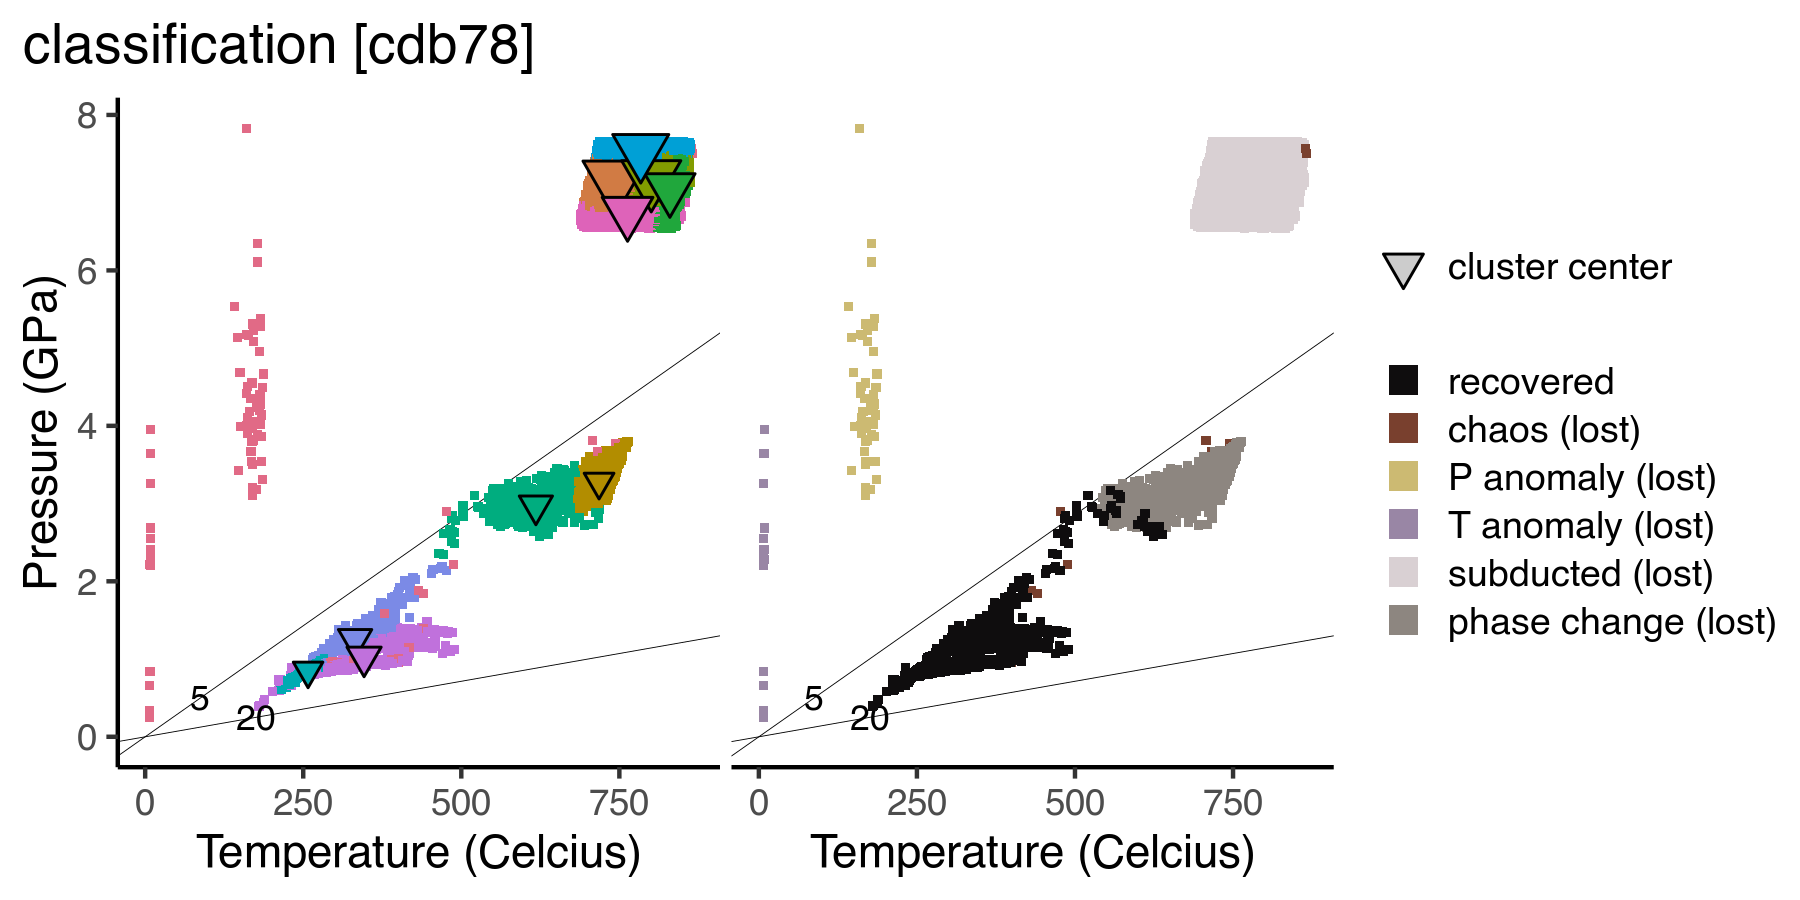 classification [cdb78]
Pressure (GPa)
8
6
4
2
0
5
20
0
250
500
750
Temperature (Celcius)
5
20
0
250
500
750
Temperature (Celcius)
cluster center
recovered
chaos (lost)
P anomaly (lost)
T anomaly (lost)
subducted (lost)
phase change (lost)